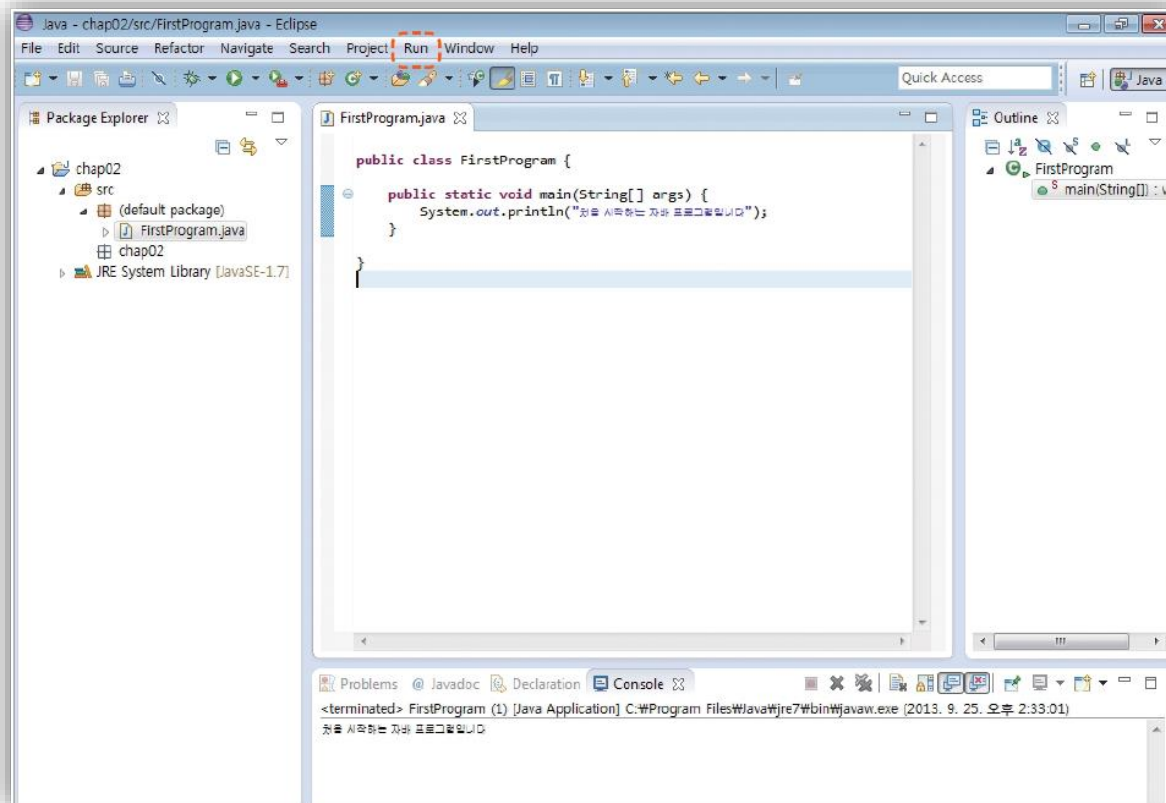 Java - chap02/src/FirstProgram.java - Eclipse
File Edit Source Refactor Navigate Search Project Run Window Help
Quick Access
Java
Package Explorer
chap02
src
(default package)
FirstProgram.java
chap02
JRE System Library [JavaSE-1.7]
FirstProgram.java
public class FirstProgram {
public static void main(String[] args) {
System.out.println("처음 시작하는 자바 프로그램입니다");
}
}
Outline
FirstProgram
main(String[]) : v
Problems @ Javadoc Declaration Console
<terminated> FirstProgram (1) [Java Application] C:₩Program Files₩Java₩jre7₩bin₩javaw.exe (2013. 9. 25. 오후 2:33:01)
처음 시작하는 자바 프로그램입니다